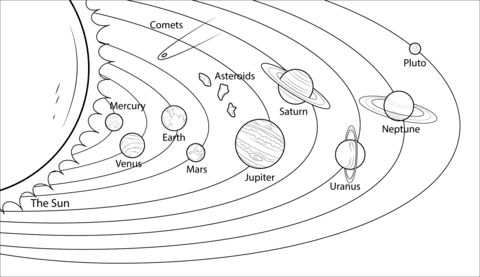 Comets
Pluto
Asteroids
Saturn
Mercury
Neptune
Earth
Venus
Mars
Jupiter
Uranus
The Sun